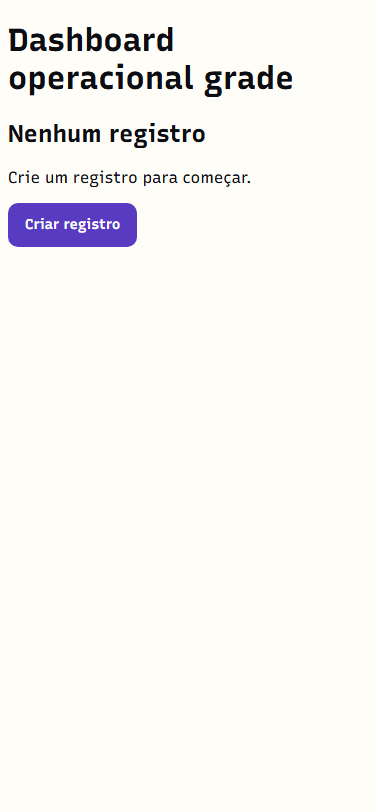 Dashboard
operacional grade
Nenhum registro
Crie um registro para começar.
Criar registro